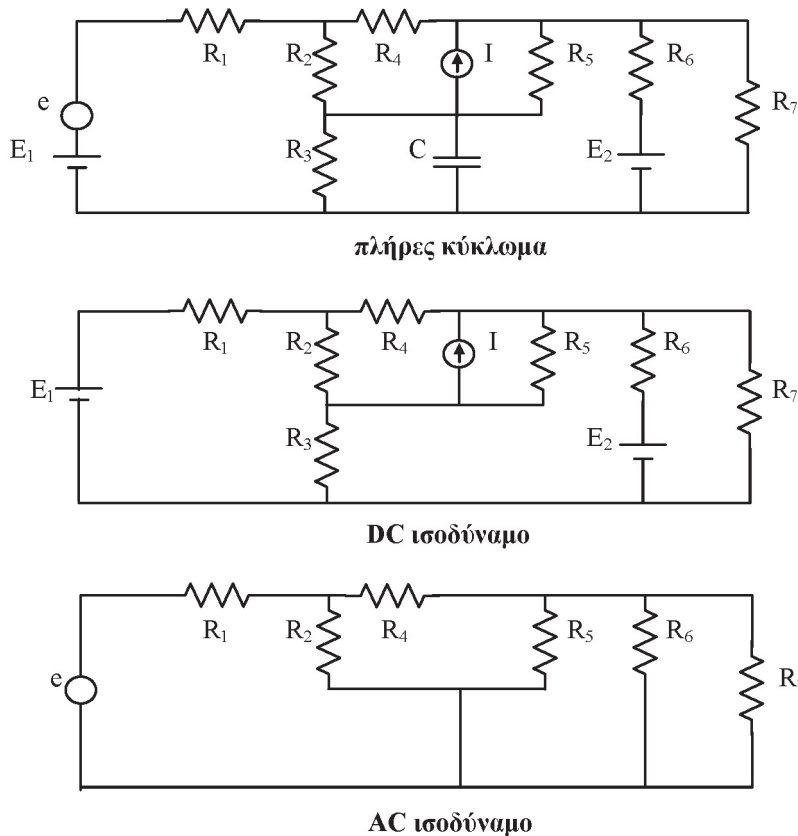 R₁ R₂ R₄ I R₅ R₆ R₇
e
E₁ R₃ C E₂
πλήρες κύκλωμα
R₁ R₂ R₄ I R₅ R₆ R₇
E₁ R₃ E₂
DC ισοδύναμο
R₁ R₂ R₄ R₅ R₆ R
e
AC ισοδύναμο